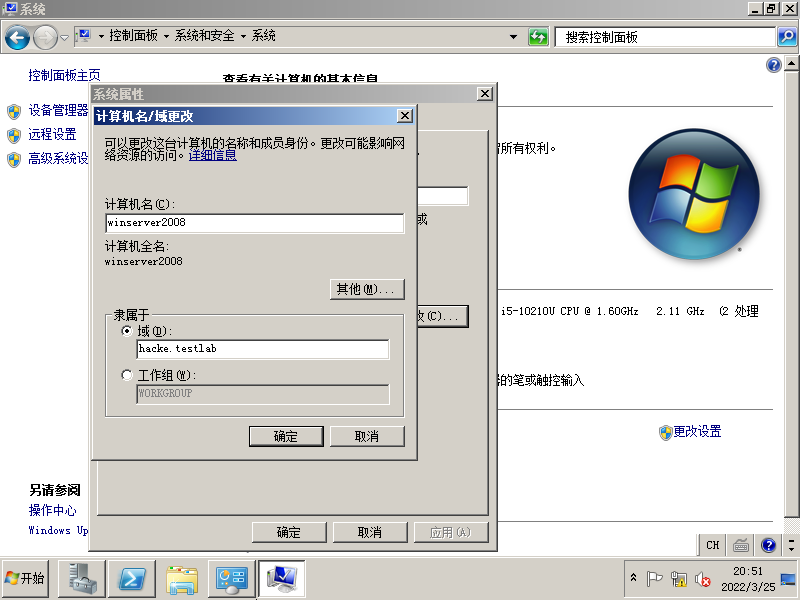 系统
控制面板 系统和安全 系统
搜索控制面板
控制面板主页
查看有关计算机的基本信息
设备管理器
远程设置
高级系统设
所有权利。
系统属性
计算机名/域更改
可以更改这台计算机的名称和成员身份。更改可能影响网
络资源的访问。详细信息
计算机名(C):
winserver2008
或
计算机全名:
winserver2008
其他(M)...
隶属于
域(D):
hacke.testlab
工作组(W):
WORKGROUP
确定 取消
(C)...
i5-10210U CPU @ 1.60GHz 2.11 GHz (2 处理
的笔或触控输入
更改设置
确定 取消 应用(A)
另请参阅
操作中心
Windows Up
CH
开始
20:51
2022/3/25